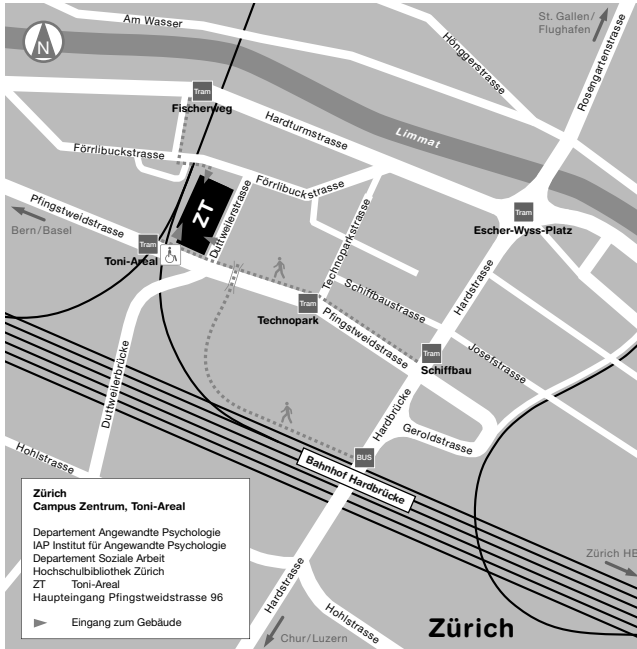 St. Gallen/
Flughafen
Am Wasser
Hönggerstrasse
Rosengartenstrasse
N
Tram
Fischerweg
Hardturmstrasse
Limmat
Förrlibuckstrasse
Förrlibuckstrasse
ZT
Duttweilerstrasse
Technoparkstrasse
Tram
Escher-Wyss-Platz
Pfingstweidstrasse
Bern/Basel
Tram
Toni-Areal
Hardstrasse
Schiffbaustrasse
Tram
Technopark
Pfingstweidstrasse
Josefstrasse
Tram
Schiffbau
Duttweilerbrücke
Hardbrücke
Geroldstrasse
BUS
Bahnhof Hardbrücke
Hohlstrasse
Zürich
Campus Zentrum, Toni-Areal
Departement Angewandte Psychologie
IAP Institut für Angewandte Psychologie
Departement Soziale Arbeit
Hochschulbibliothek Zürich
ZT Toni-Areal
Haupteingang Pfingstweidstrasse 96
Eingang zum Gebäude
Zürich HB
Hardstrasse
Hohlstrasse
Chur/Luzern
Zürich